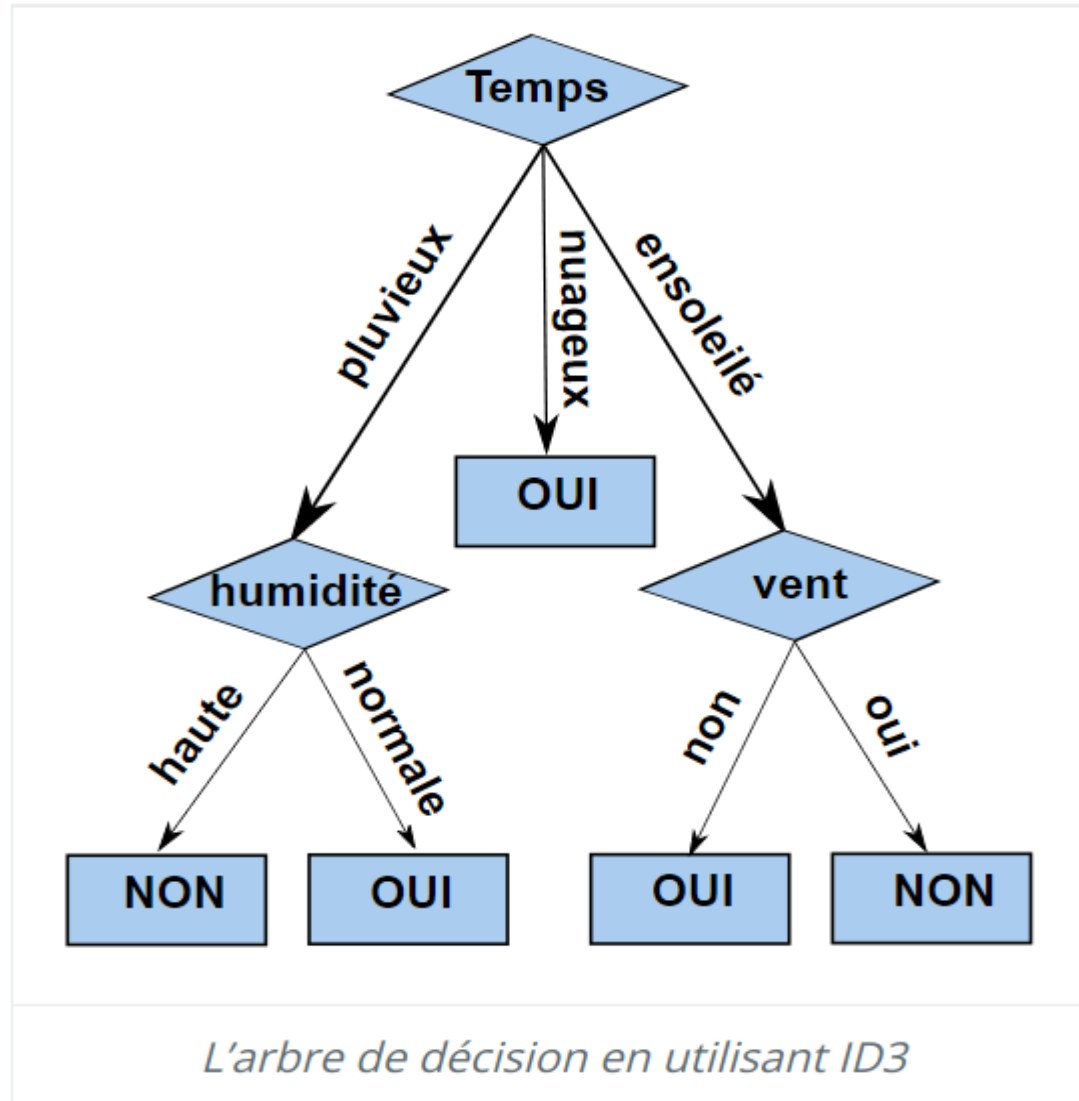 Temps
pluvieux
nuageux
ensoleilé
OUI
humidité
vent
haute
normale
non
oui
NON
OUI
OUI
NON
L'arbre de décision en utilisant ID3